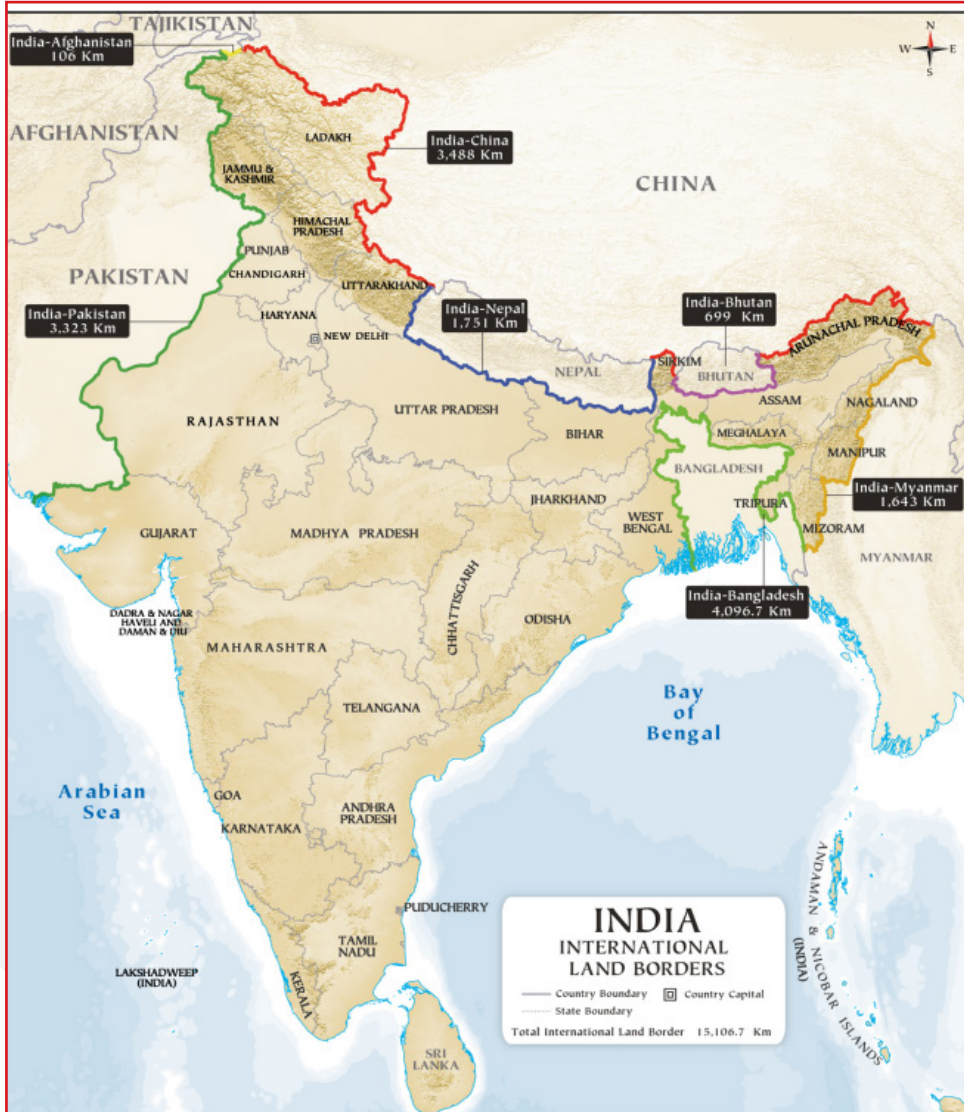 TAJIKISTAN
N
W E
S
India-Afghanistan
106 Km
AFGHANISTAN
LADAKH
India-China
3,488 Km
JAMMU &
KASHMIR
CHINA
HIMACHAL
PRADESH
PUNJAB
CHANDIGARH
PAKISTAN
UTTARAKHAND
India-Pakistan
3,323 Km
HARYANA
India-Nepal
1,751 Km
India-Bhutan
699 Km
ARUNACHAL PRADESH
NEW DELHI
NEPAL
SIRKIM
BHUTAN
ASSAM
NAGALAND
UTTAR PRADESH
RAJASTHAN
BIHAR
MEGHALAYA
MANIPUR
BANGLADESH
India-Myanmar
1,643 Km
JHARKHAND
TRIPURA
GUJARAT
MADHYA PRADESH
WEST
BENGAL
MIZORAM
MYANMAR
India-Bangladesh
4,096.7 Km
DADRA & NAGAR
HAVELI AND
DAMAN & DIU
CHHATTISGARH
ODISHA
MAHARASHTRA
TELANGANA
Bay
of
Bengal
Arabian
Sea
GOA
KARNATAKA
ANDHRA
PRADESH
PUDUCHERRY
TAMIL
NADU
LAKSHADWEEP
(INDIA)
KERALA
SRI
LANKA
ANDAMAN & NICOBAR ISLANDS
(INDIA)
INDIA
INTERNATIONAL
LAND BORDERS
Country Boundary Country Capital
State Boundary
Total International Land Border 15,106.7 Km